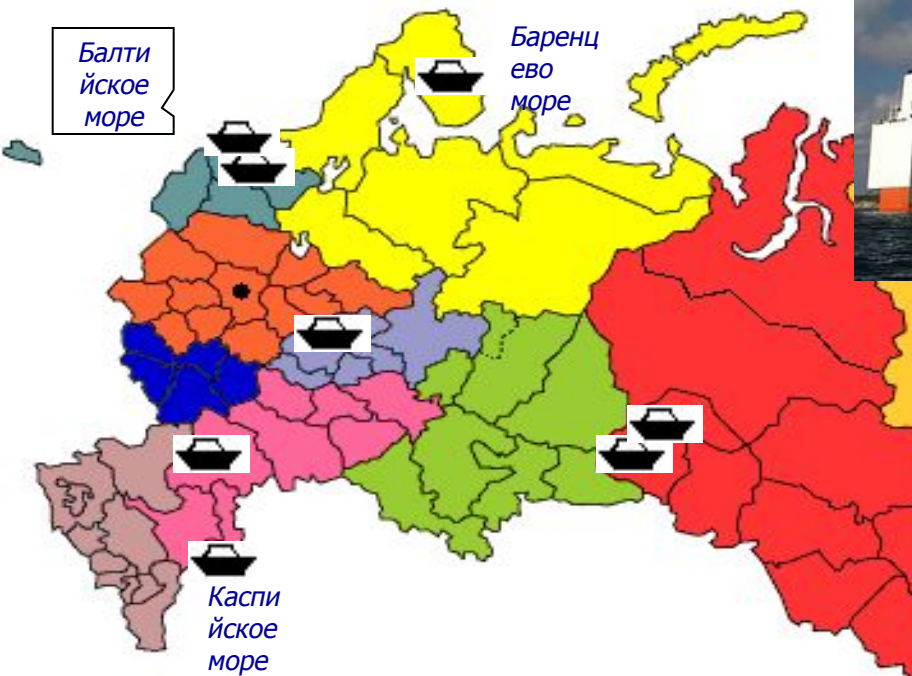 Балти
йское
море
Баренц
ево
море
Каспи
йское
море